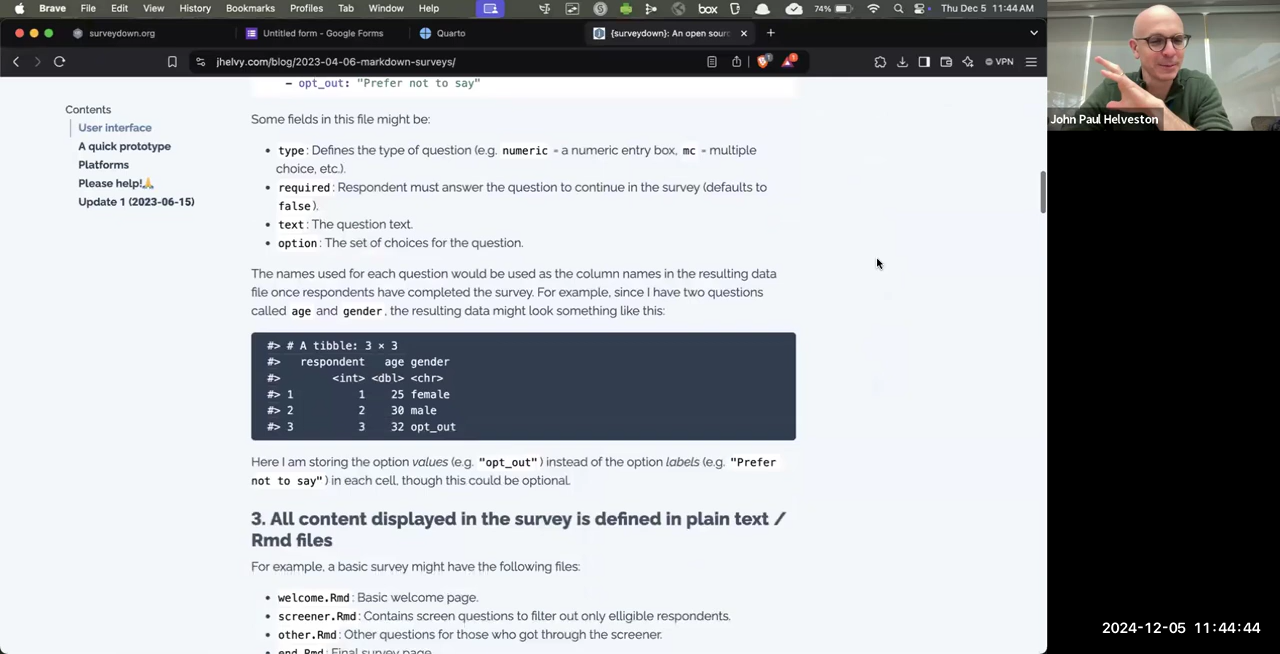 Brave File Edit View History Bookmarks Profiles Tab Window Help box 74% Thu Dec 5 11:44 AM
surveydown.org Untitled form - Google Forms Quarto {surveydown}: An open sour
jhelvy.com/blog/2023-04-06-markdown-surveys/ VPN
- opt_out: "Prefer not to say"
Contents
User interface
A quick prototype
Platforms
Please help!🙏
Update 1 (2023-06-15)
Some fields in this file might be:
• type: Defines the type of question (e.g. numeric = a numeric entry box, mc = multiple
choice, etc.).
• required: Respondent must answer the question to continue in the survey (defaults to
false).
• text: The question text.
• option: The set of choices for the question.
The names used for each question would be used as the column names in the resulting data
file once respondents have completed the survey. For example, since I have two questions
called age and gender, the resulting data might look something like this:
#> # A tibble: 3 × 3
#> respondent age gender
#> <int> <dbl> <chr>
#> 1 1 25 female
#> 2 2 30 male
#> 3 3 32 opt_out
Here I am storing the option values (e.g. "opt_out") instead of the option labels (e.g. "Prefer
not to say") in each cell, though this could be optional.
3. All content displayed in the survey is defined in plain text /
Rmd files
For example, a basic survey might have the following files:
• welcome.Rmd: Basic welcome page.
• screener.Rmd: Contains screen questions to filter out only elligible respondents.
• other.Rmd: Other questions for those who got through the screener.
end.Rmd: Final survey page
John Paul Helveston
2024-12-05 11:44:44